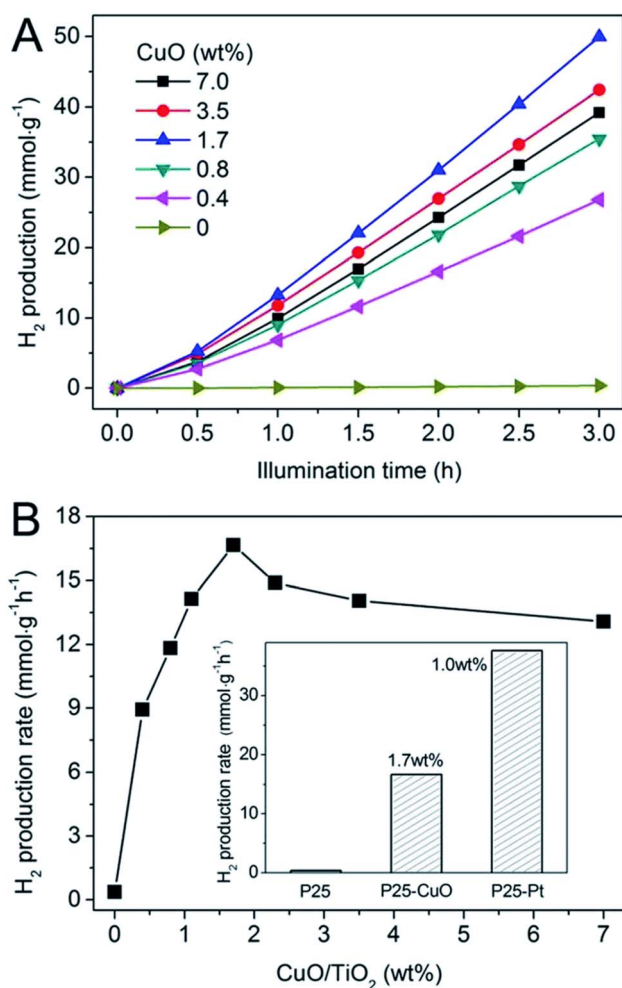 A
H₂ production (mmol·g⁻¹)
50
40
30
20
10
0
CuO (wt%)
7.0
3.5
1.7
0.8
0.4
0
0.0 0.5 1.0 1.5 2.0 2.5 3.0
Illumination time (h)
B
H₂ production rate (mmol·g⁻¹h⁻¹)
18
15
12
9
6
3
0
H₂ production rate (mmol·g⁻¹h⁻¹)
30
20
10
0
1.0wt%
1.7wt%
P25 P25-CuO P25-Pt
0 1 2 3 4 5 6 7
CuO/TiO₂ (wt%)